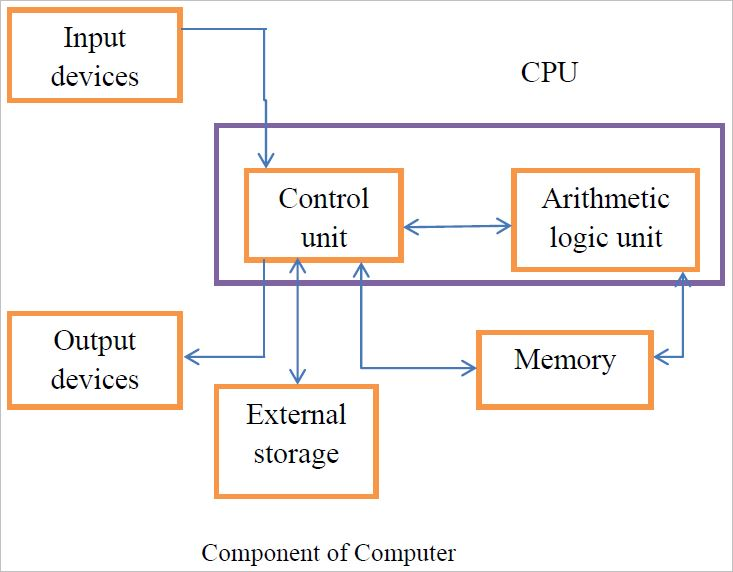 Input
devices
CPU
Control
unit
Arithmetic
logic unit
Output
devices
External
storage
Memory
Component of Computer